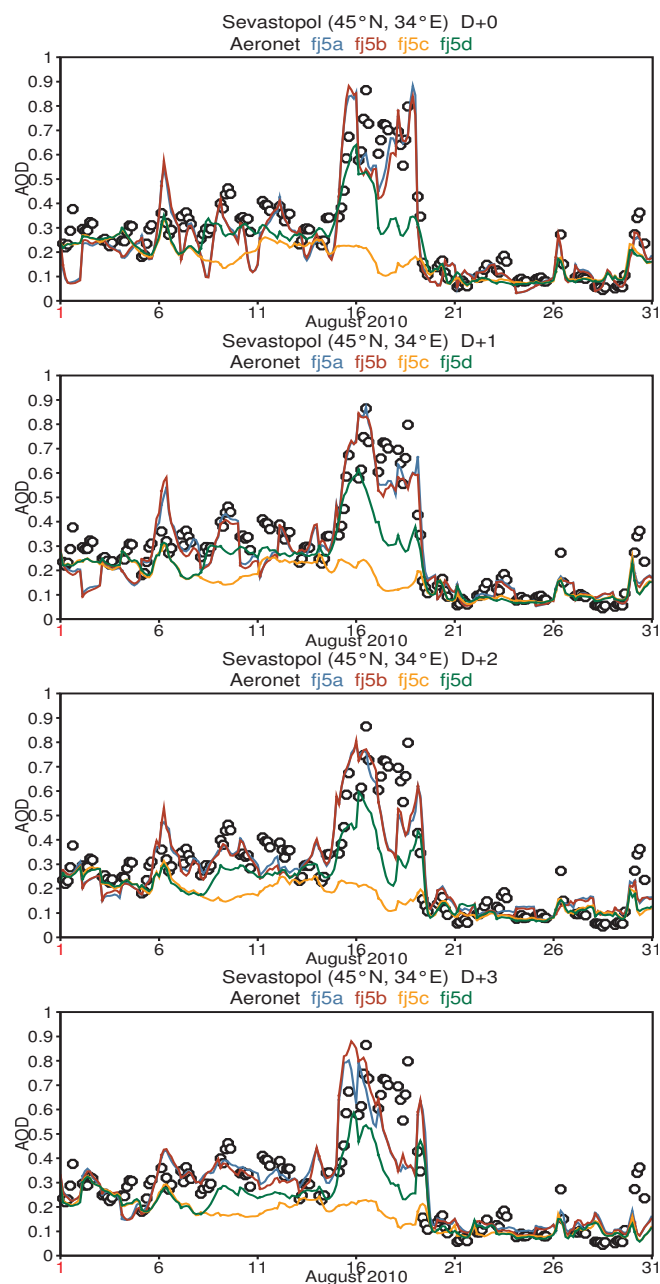 Sevastopol (45°N, 34°E) D+0
Aeronet fj5a fj5b fj5c fj5d
1
0.9
0.8
0.7
0.6
0.5
0.4
0.3
0.2
0.1
0
AOD
1 6 11 16 21 26 31
August 2010
Sevastopol (45°N, 34°E) D+1
Aeronet fj5a fj5b fj5c fj5d
1
0.9
0.8
0.7
0.6
0.5
0.4
0.3
0.2
0.1
0
AOD
1 6 11 16 21 26 31
August 2010
Sevastopol (45°N, 34°E) D+2
Aeronet fj5a fj5b fj5c fj5d
1
0.9
0.8
0.7
0.6
0.5
0.4
0.3
0.2
0.1
0
AOD
1 6 11 16 21 26 31
August 2010
Sevastopol (45°N, 34°E) D+3
Aeronet fj5a fj5b fj5c fj5d
1
0.9
0.8
0.7
0.6
0.5
0.4
0.3
0.2
0.1
0
AOD
1 6 11 16 21 26 31
August 2010